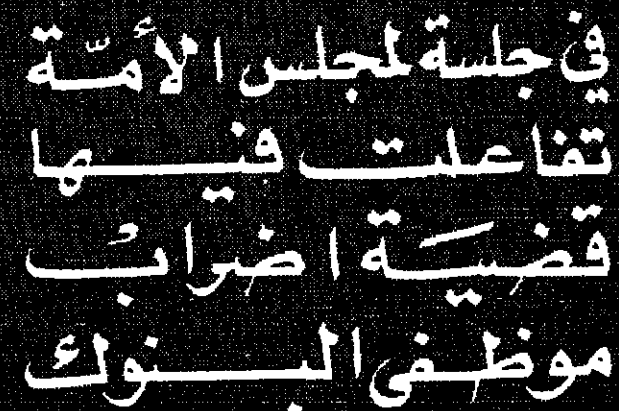 في جلسة لمجلس الأمّة
تفاعلت فيها
قضيَة اضرابُ
موظفي البنوك